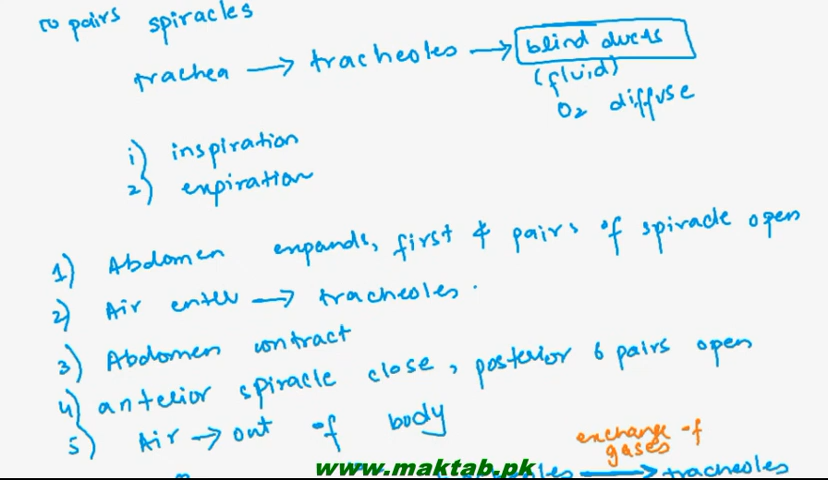 10 pairs spiracles
trachea → tracheoles → blind ducts
(fluid)
O2 diffuse
i) inspiration
2) expiration
1) Abdomen expands, first 4 pairs of spiracle open
2) Air enter → tracheoles.
3) Abdomen contract
4) anterior spiracle close, posterior 6 pairs open
5) Air → out of body
exchange of
gases
→ tracheoles
www.maktab.pk